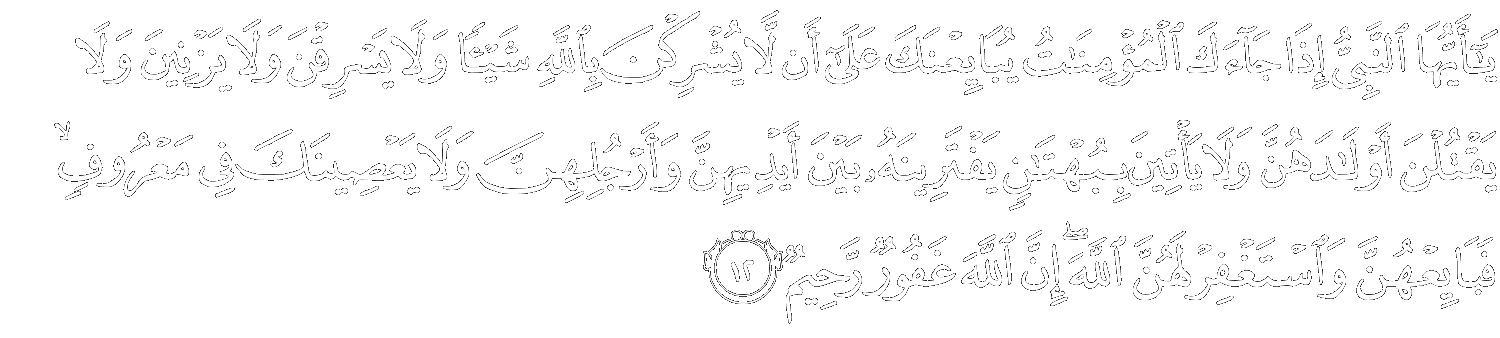 يَـٰٓأَيُّهَا ٱلنَّبِىُّ إِذَا جَآءَكَ ٱلْمُؤْمِنَـٰتُ يُبَايِعْنَكَ عَلَىٰٓ أَن لَّا يُشْرِكْنَ بِٱللَّهِ شَيْـًٔا وَلَا يَسْرِقْنَ وَلَا يَزْنِينَ وَلَا
يَقْتُلْنَ أَوْلَـٰدَهُنَّ وَلَا يَأْتِينَ بِبُهْتَـٰنٍ يَفْتَرِينَهُۥ بَيْنَ أَيْدِيهِنَّ وَأَرْجُلِهِنَّ وَلَا يَعْصِينَكَ فِى مَعْرُوفٍ ۙ
فَبَايِعْهُنَّ وَٱسْتَغْفِرْ لَهُنَّ ٱللَّهَ ۖ إِنَّ ٱللَّهَ غَفُورٌ رَّحِيمٌ ١٢